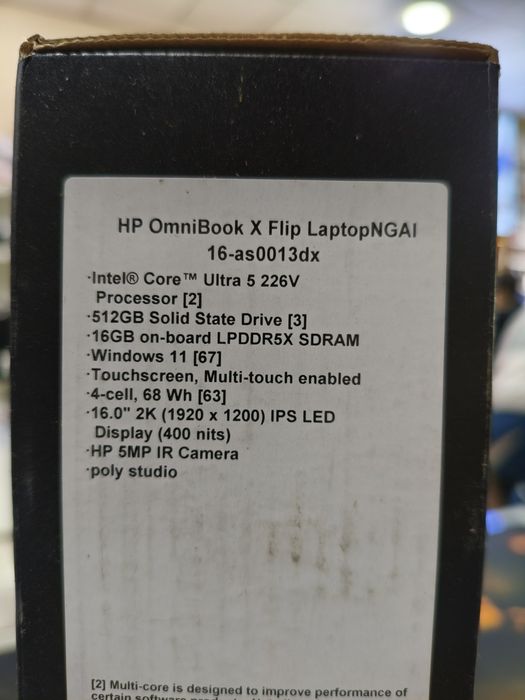 HP OmniBook X Flip LaptopNGAI
16-as0013dx
·Intel® Core™ Ultra 5 226V
Processor [2]
·512GB Solid State Drive [3]
·16GB on-board LPDDR5X SDRAM
·Windows 11 [67]
·Touchscreen, Multi-touch enabled
·4-cell, 68 Wh [63]
·16.0" 2K (1920 x 1200) IPS LED
Display (400 nits)
·HP 5MP IR Camera
·poly studio
[2] Multi-core is designed to improve performance of
certain software